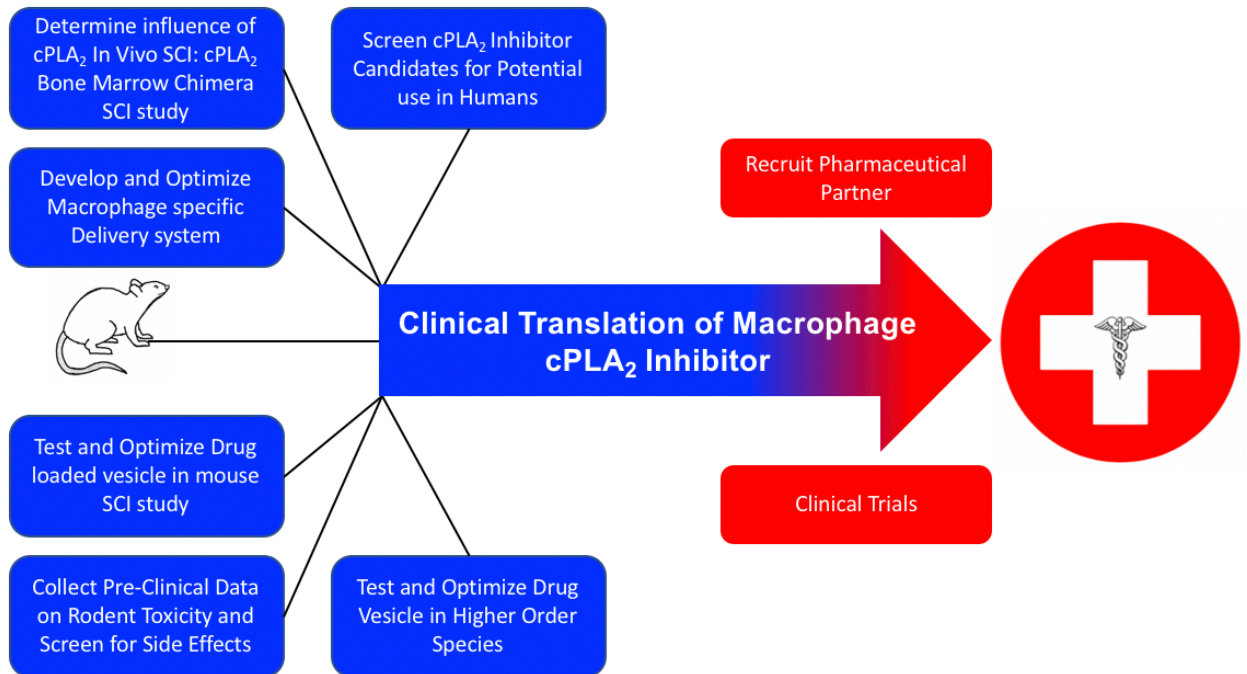 Determine influence of
cPLA₂ In Vivo SCI: cPLA₂
Bone Marrow Chimera
SCI study
Screen cPLA₂ Inhibitor
Candidates for Potential
use in Humans
Develop and Optimize
Macrophage specific
Delivery system
Recruit Pharmaceutical
Partner
Clinical Translation of Macrophage
cPLA₂ Inhibitor
Test and Optimize Drug
loaded vesicle in mouse
SCI study
Clinical Trials
Collect Pre-Clinical Data
on Rodent Toxicity and
Screen for Side Effects
Test and Optimize Drug
Vesicle in Higher Order
Species